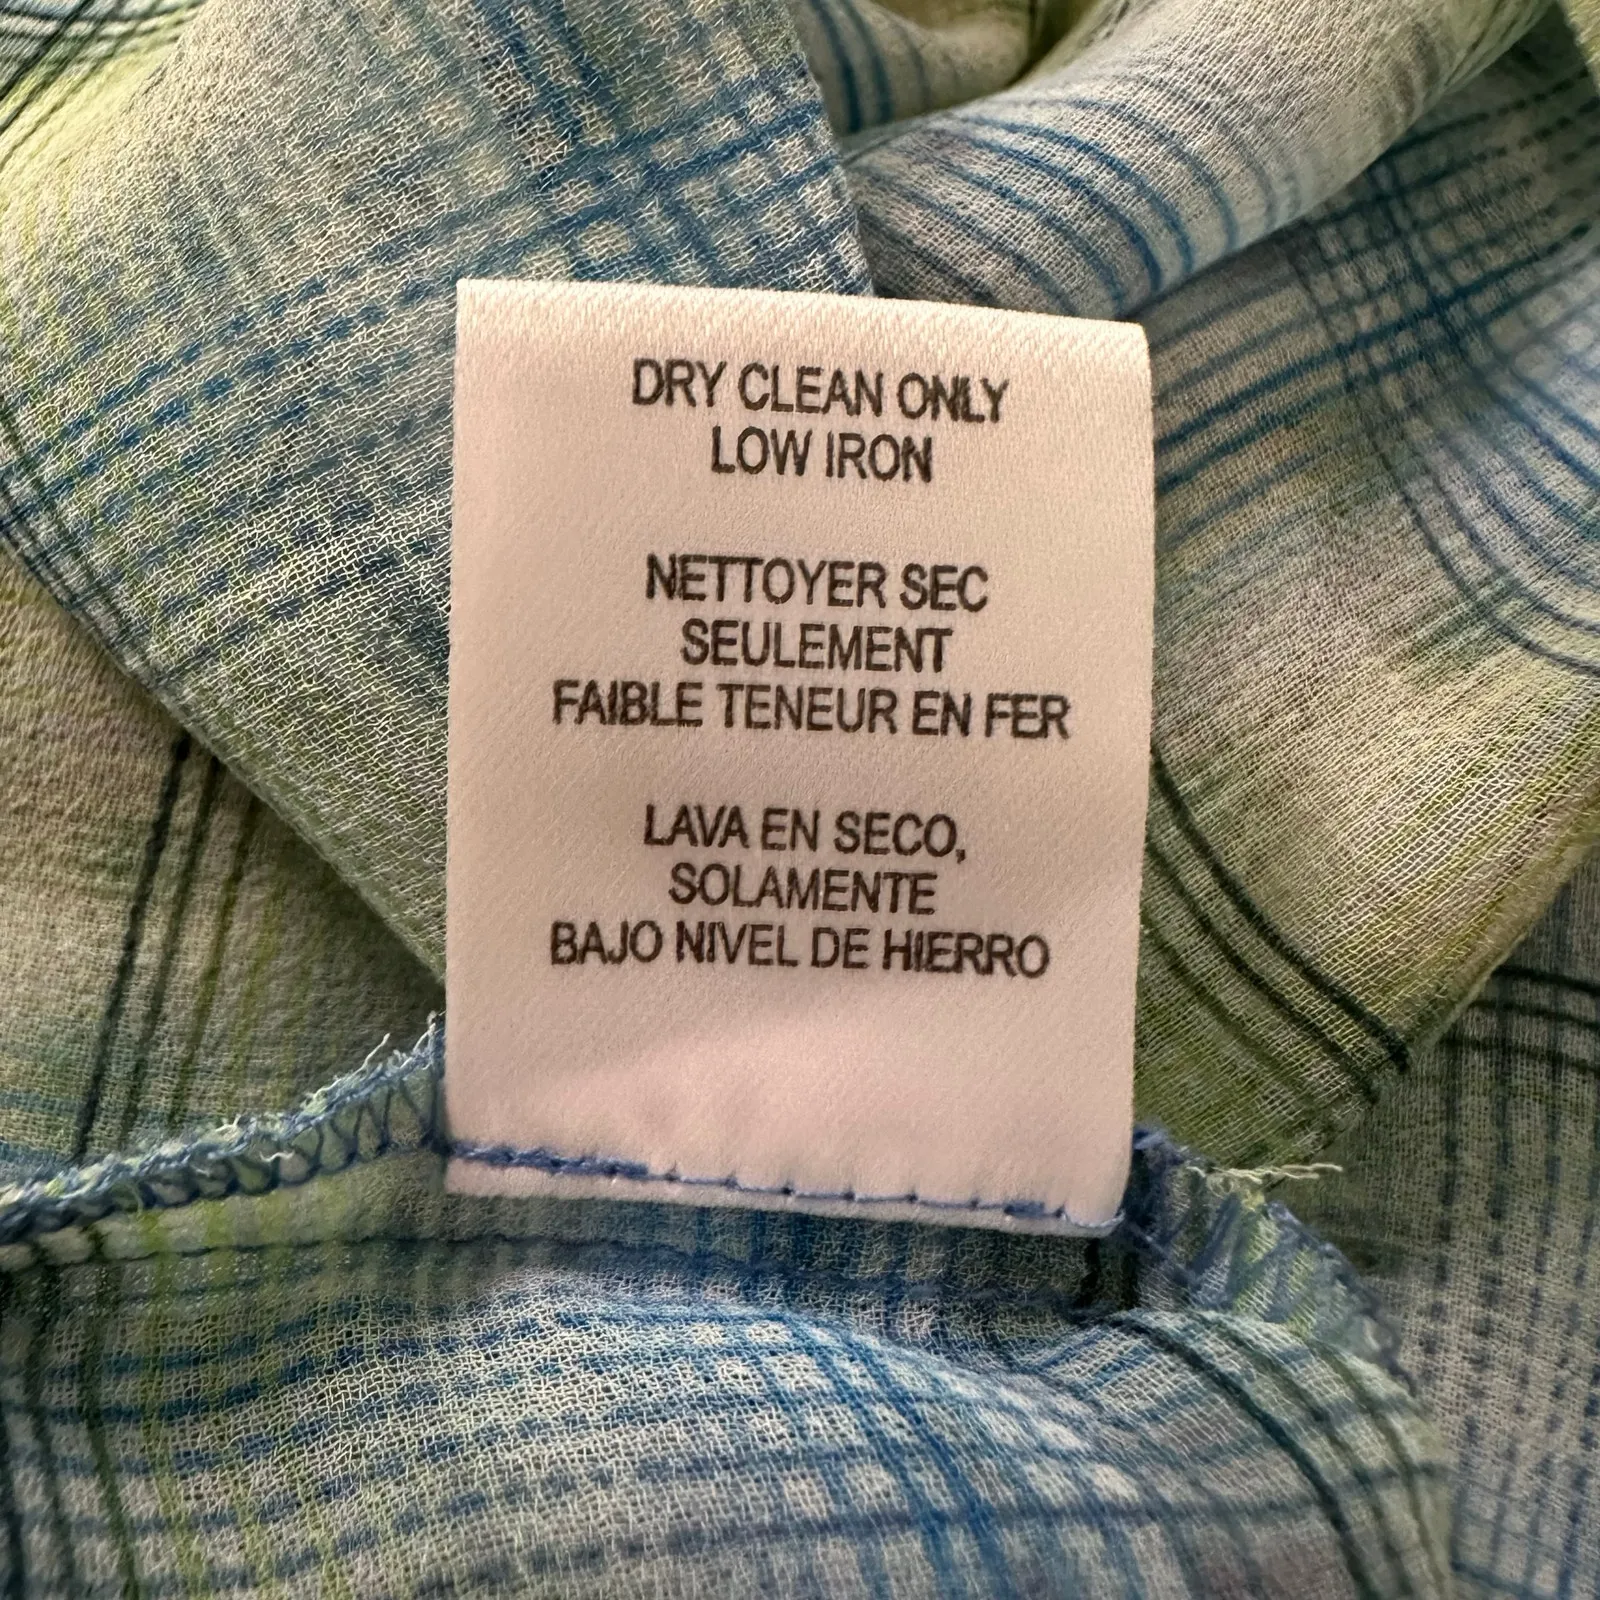 DRY CLEAN ONLY
LOW IRON
NETTOYER SEC
SEULEMENT
FAIBLE TENEUR EN FER
LAVA EN SECO,
SOLAMENTE
BAJO NIVEL DE HIERRO